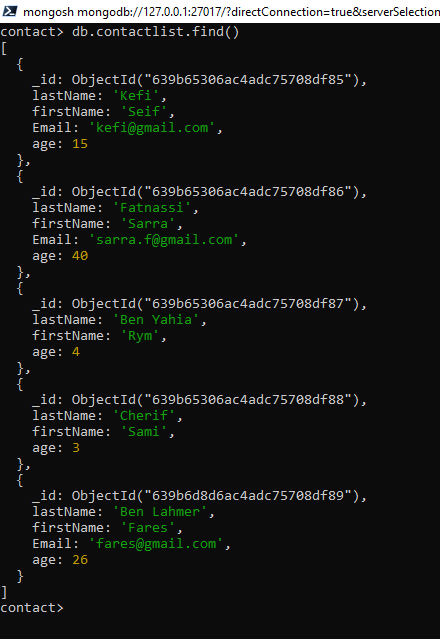 mongosh mongodb://127.0.0.1:27017/?directConnection=true&serverSelection
contact> db.contactlist.find()
[
  {
    _id: ObjectId("639b65306ac4adc75708df85"),
    lastName: 'Kefi',
    firstName: 'Seif',
    Email: 'kefi@gmail.com',
    age: 15
  },
  {
    _id: ObjectId("639b65306ac4adc75708df86"),
    lastName: 'Fatnassi',
    firstName: 'Sarra',
    Email: 'sarra.f@gmail.com',
    age: 40
  },
  {
    _id: ObjectId("639b65306ac4adc75708df87"),
    lastName: 'Ben Yahia',
    firstName: 'Rym',
    age: 4
  },
  {
    _id: ObjectId("639b65306ac4adc75708df88"),
    lastName: 'Cherif',
    firstName: 'Sami',
    age: 3
  },
  {
    _id: ObjectId("639b6d8d6ac4adc75708df89"),
    lastName: 'Ben Lahmer',
    firstName: 'Fares',
    Email: 'fares@gmail.com',
    age: 26
  }
]
contact>